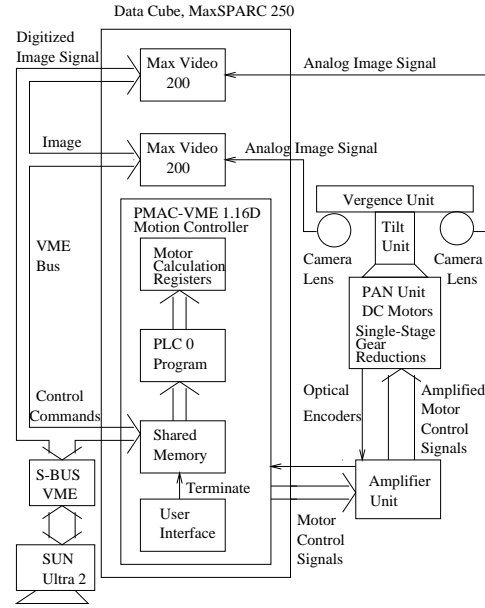 Data Cube, MaxSPARC 250
Digitized
Image Signal
Max Video
200
Analog Image Signal
Image
Max Video
200
Analog Image Signal
VME
Bus
PMAC-VME 1.16D
Motion Controller
Motor
Calculation
Registers
PLC 0
Program
Shared
Memory
Terminate
User
Interface
Vergence Unit
Tilt
Unit
Camera
Lens
Camera
Lens
PAN Unit
DC Motors
Single-Stage
Gear
Reductions
Optical
Encoders
Amplified
Motor
Control
Signals
Control
Commands
S-BUS
VME
SUN
Ultra 2
Motor
Control
Signals
Amplifier
Unit